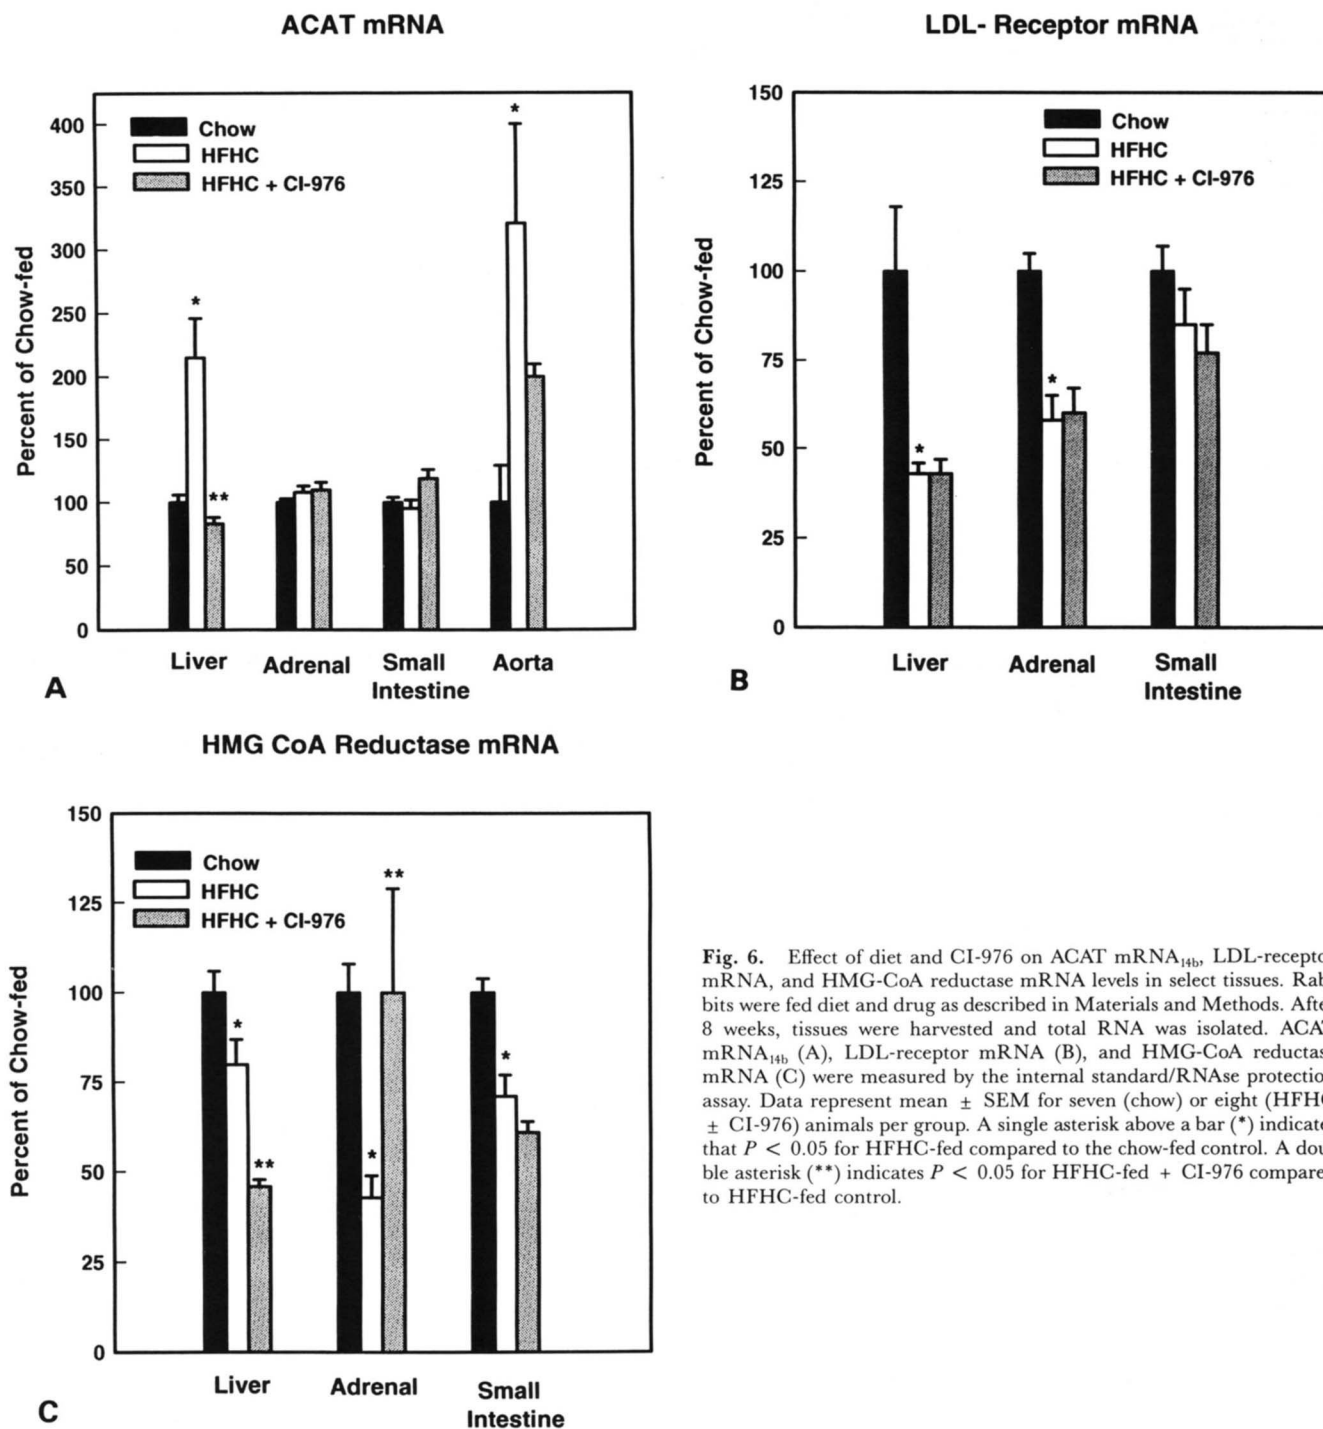 ACAT mRNA
*
400
350
300
250
200
150
100
50
0
Percent of Chow-fed
Chow
HFHC
HFHC + CI-976
*
**
Liver
Adrenal
Small
Intestine
Aorta
A
LDL- Receptor mRNA
150
125
100
75
50
25
0
Percent of Chow-fed
Chow
HFHC
HFHC + CI-976
*
*
Liver
Adrenal
Small
Intestine
B
HMG CoA Reductase mRNA
150
125
100
75
50
25
0
Percent of Chow-fed
Chow
HFHC
HFHC + CI-976
*
**
*
**
*
Liver
Adrenal
Small
Intestine
C
Fig. 6. Effect of diet and CI-976 on ACAT mRNA14b, LDL-recepto
mRNA, and HMG-CoA reductase mRNA levels in select tissues. Rab
bits were fed diet and drug as described in Materials and Methods. Afte
8 weeks, tissues were harvested and total RNA was isolated. ACA
mRNA14b (A), LDL-receptor mRNA (B), and HMG-CoA reductas
mRNA (C) were measured by the internal standard/RNAse protectio
assay. Data represent mean ± SEM for seven (chow) or eight (HFHC
± CI-976) animals per group. A single asterisk above a bar (*) indicate
that P < 0.05 for HFHC-fed compared to the chow-fed control. A dou
ble asterisk (**) indicates P < 0.05 for HFHC-fed + CI-976 compare
to HFHC-fed control.